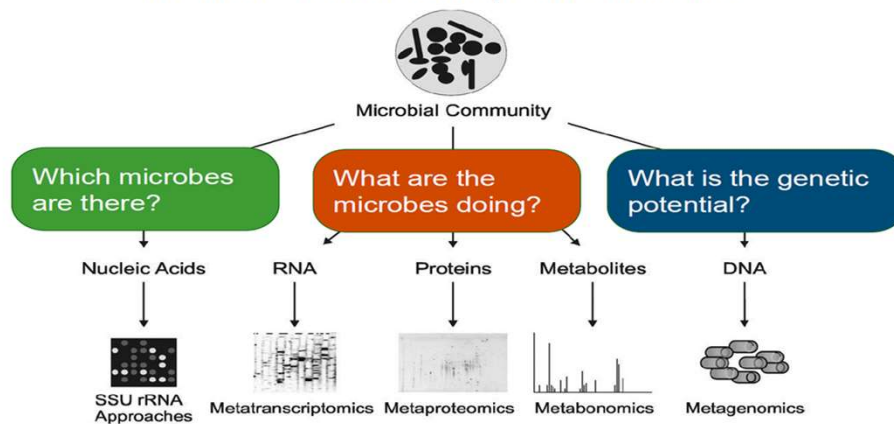 Microbial Community
Which microbes
are there?
What are the
microbes doing?
What is the genetic
potential?
Nucleic Acids
RNA
Proteins
Metabolites
DNA
SSU rRNA
Approaches
Metatranscriptomics
Metaproteomics
Metabonomics
Metagenomics